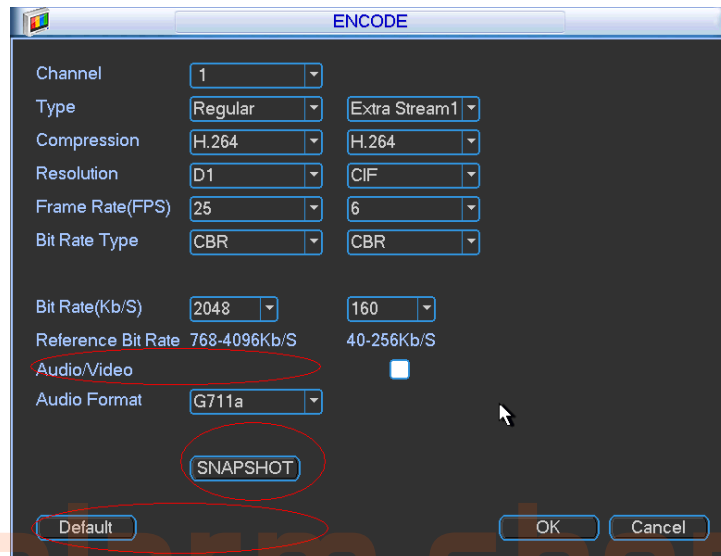 ENCODE
Channel 1
Type Regular Extra Stream1
Compression H.264 H.264
Resolution D1 CIF
Frame Rate(FPS) 25 6
Bit Rate Type CBR CBR
Bit Rate(Kb/S) 2048 160
Reference Bit Rate 768-4096Kb/S 40-256Kb/S
Audio/Video
Audio Format G711a
SNAPSHOT
Default OK Cancel